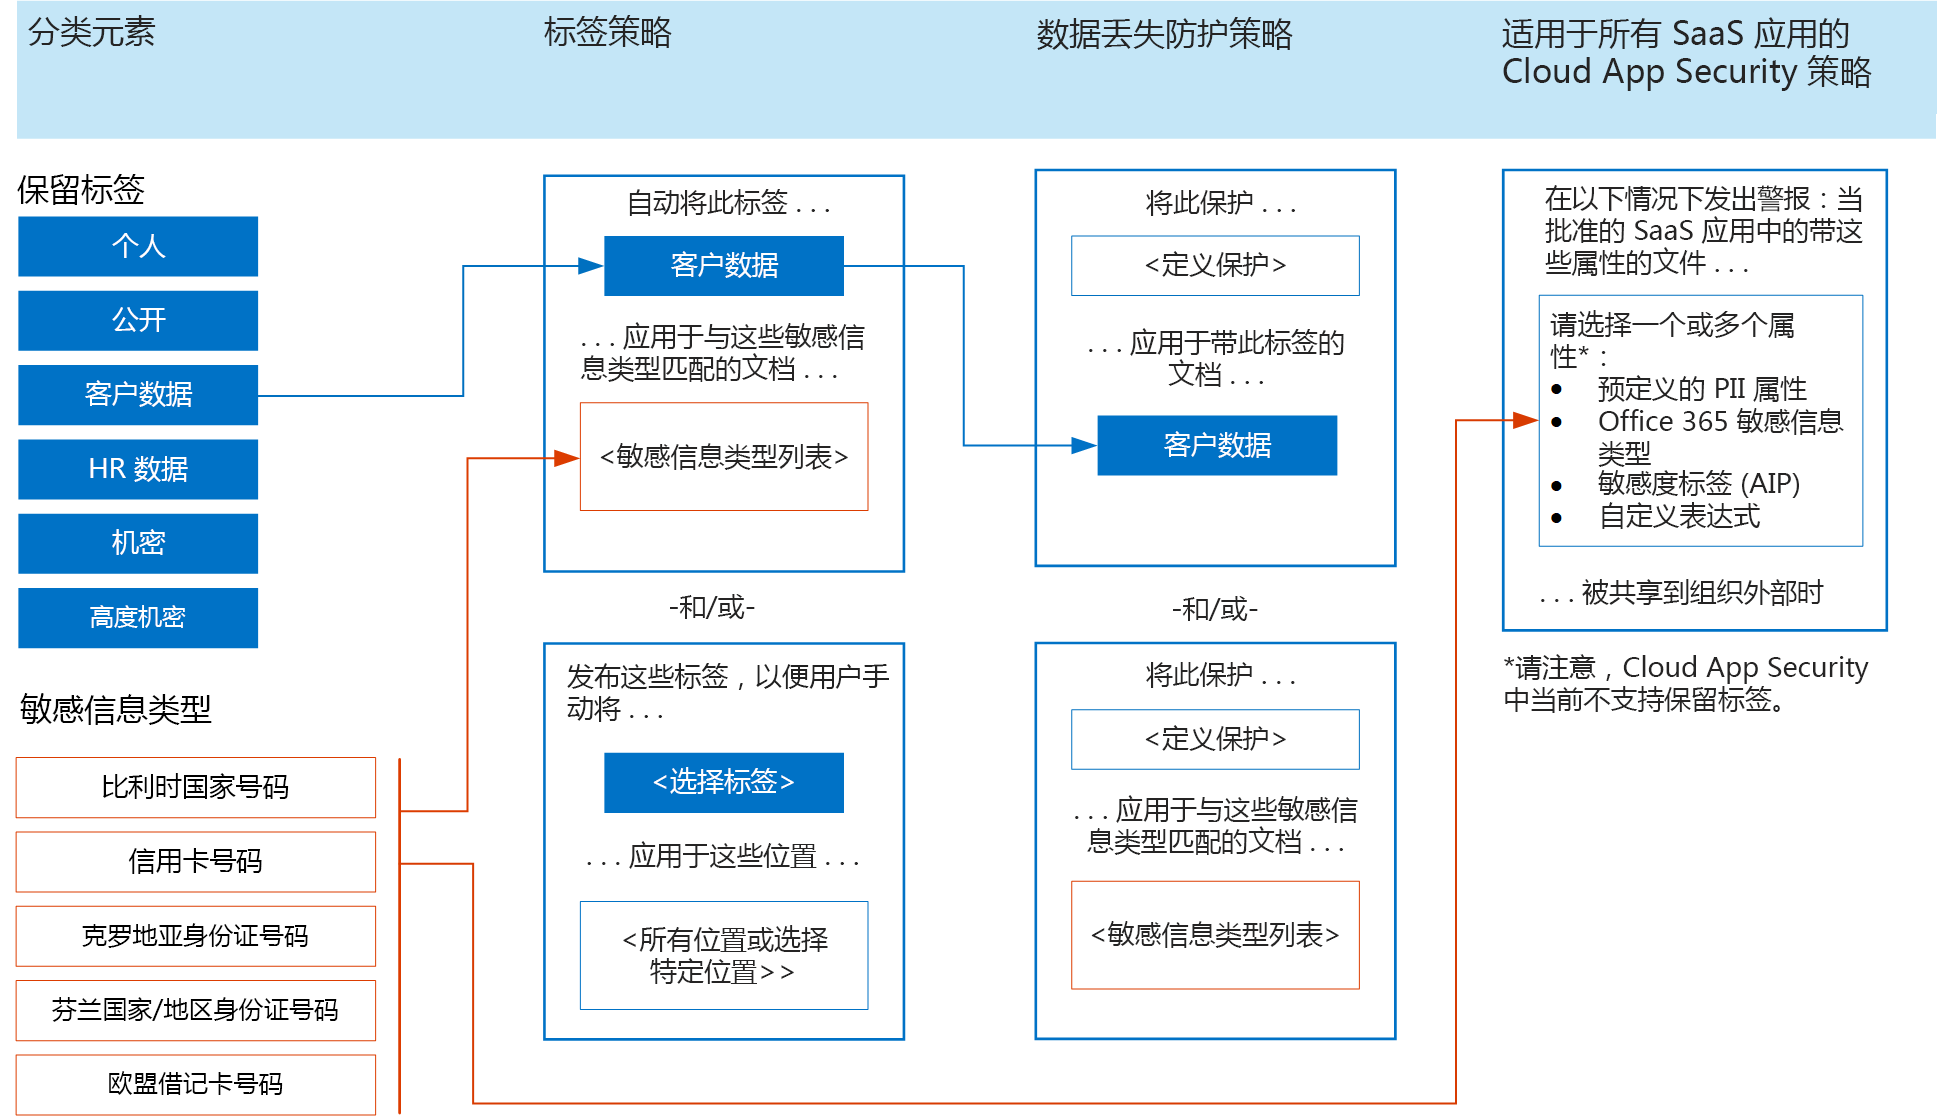 分类元素
标签策略
数据丢失防护策略
适用于所有 SaaS 应用的
Cloud App Security 策略
保留标签
个人
公开
客户数据
HR 数据
机密
高度机密
敏感信息类型
比利时国家号码
信用卡号码
克罗地亚身份证号码
芬兰国家/地区身份证号码
欧盟借记卡号码
自动将此标签 . . .
客户数据
. . . 应用于与这些敏感信
息类型匹配的文档 . . .
<敏感信息类型列表>
-和/或-
发布这些标签，以便用户手
动将 . . .
<选择标签>
. . . 应用于这些位置 . . .
<所有位置或选择
特定位置>>
将此保护 . . .
<定义保护>
. . . 应用于带此标签的
文档 . . .
客户数据
-和/或-
将此保护 . . .
<定义保护>
. . . 应用于与这些敏感信
息类型匹配的文档 . . .
<敏感信息类型列表>
在以下情况下发出警报：当
批准的 SaaS 应用中的带这
些属性的文件 . . .
请选择一个或多个属
性*：
• 预定义的 PII 属性
• Office 365 敏感信息
类型
• 敏感度标签 (AIP)
• 自定义表达式
. . . 被共享到组织外部时
*请注意，Cloud App Security
中当前不支持保留标签。